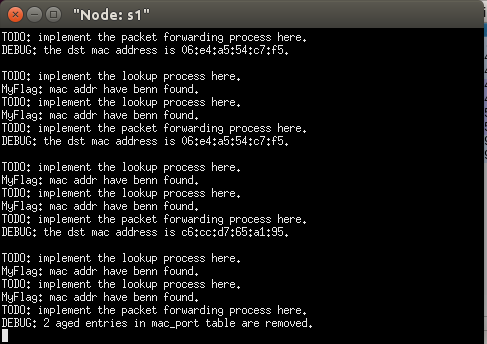 "Node: s1"
TODO: implement the packet forwarding process here.
DEBUG: the dst mac address is 06:e4:a5:54:c7:f5.
TODO: implement the lookup process here.
MyFlag: mac addr have benn found.
TODO: implement the lookup process here.
MyFlag: mac addr have benn found.
TODO: implement the packet forwarding process here.
DEBUG: the dst mac address is 06:e4:a5:54:c7:f5.
TODO: implement the lookup process here.
MyFlag: mac addr have benn found.
TODO: implement the lookup process here.
MyFlag: mac addr have benn found.
TODO: implement the packet forwarding process here.
DEBUG: the dst mac address is c6:cc:d7:65:a1:95.
TODO: implement the lookup process here.
MyFlag: mac addr have benn found.
TODO: implement the lookup process here.
MyFlag: mac addr have benn found.
TODO: implement the packet forwarding process here.
DEBUG: 2 aged entries in mac_port table are removed.